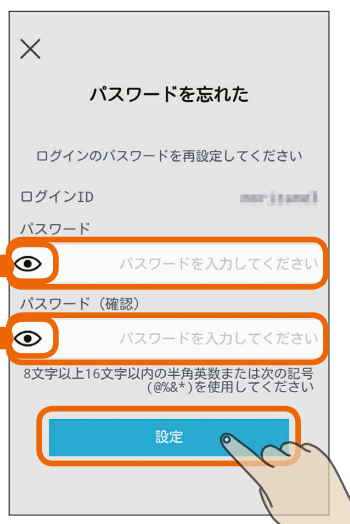 パスワードを忘れた
ログインのパスワードを再設定してください
ログインID
パスワード
パスワードを入力してください
パスワード（確認）
パスワードを入力してください
8文字以上16文字以内の半角英数または次の記号
(@%&*)を使用してください
設定